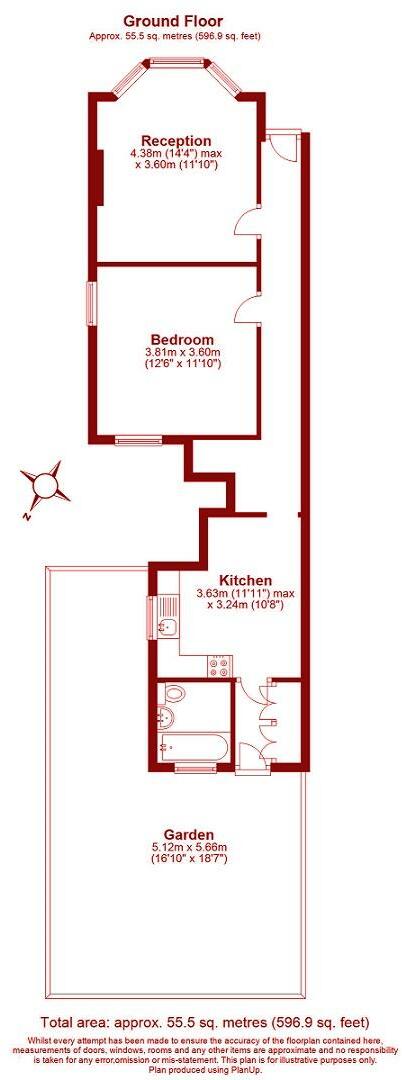 Ground Floor
Approx. 55.5 sq. metres (596.9 sq. feet)
Reception
4.38m (14'4") max
x 3.60m (11'10")
Bedroom
3.81m x 3.60m
(12'6" x 11'10")
N
Kitchen
3.63m (11'11") max
x 3.24m (10'8")
Garden
5.12m x 5.66m
(16'10" x 18'7")
Total area: approx. 55.5 sq. metres (596.9 sq. feet)
Whilst every attempt has been made to ensure the accuracy of the floorplan contained here,
measurements of doors, windows, rooms and any other items are approximate and no responsibility
is taken for any error,omission or mis-statement. This plan is for illustrative purposes only.
Plan produced using PlanUp.